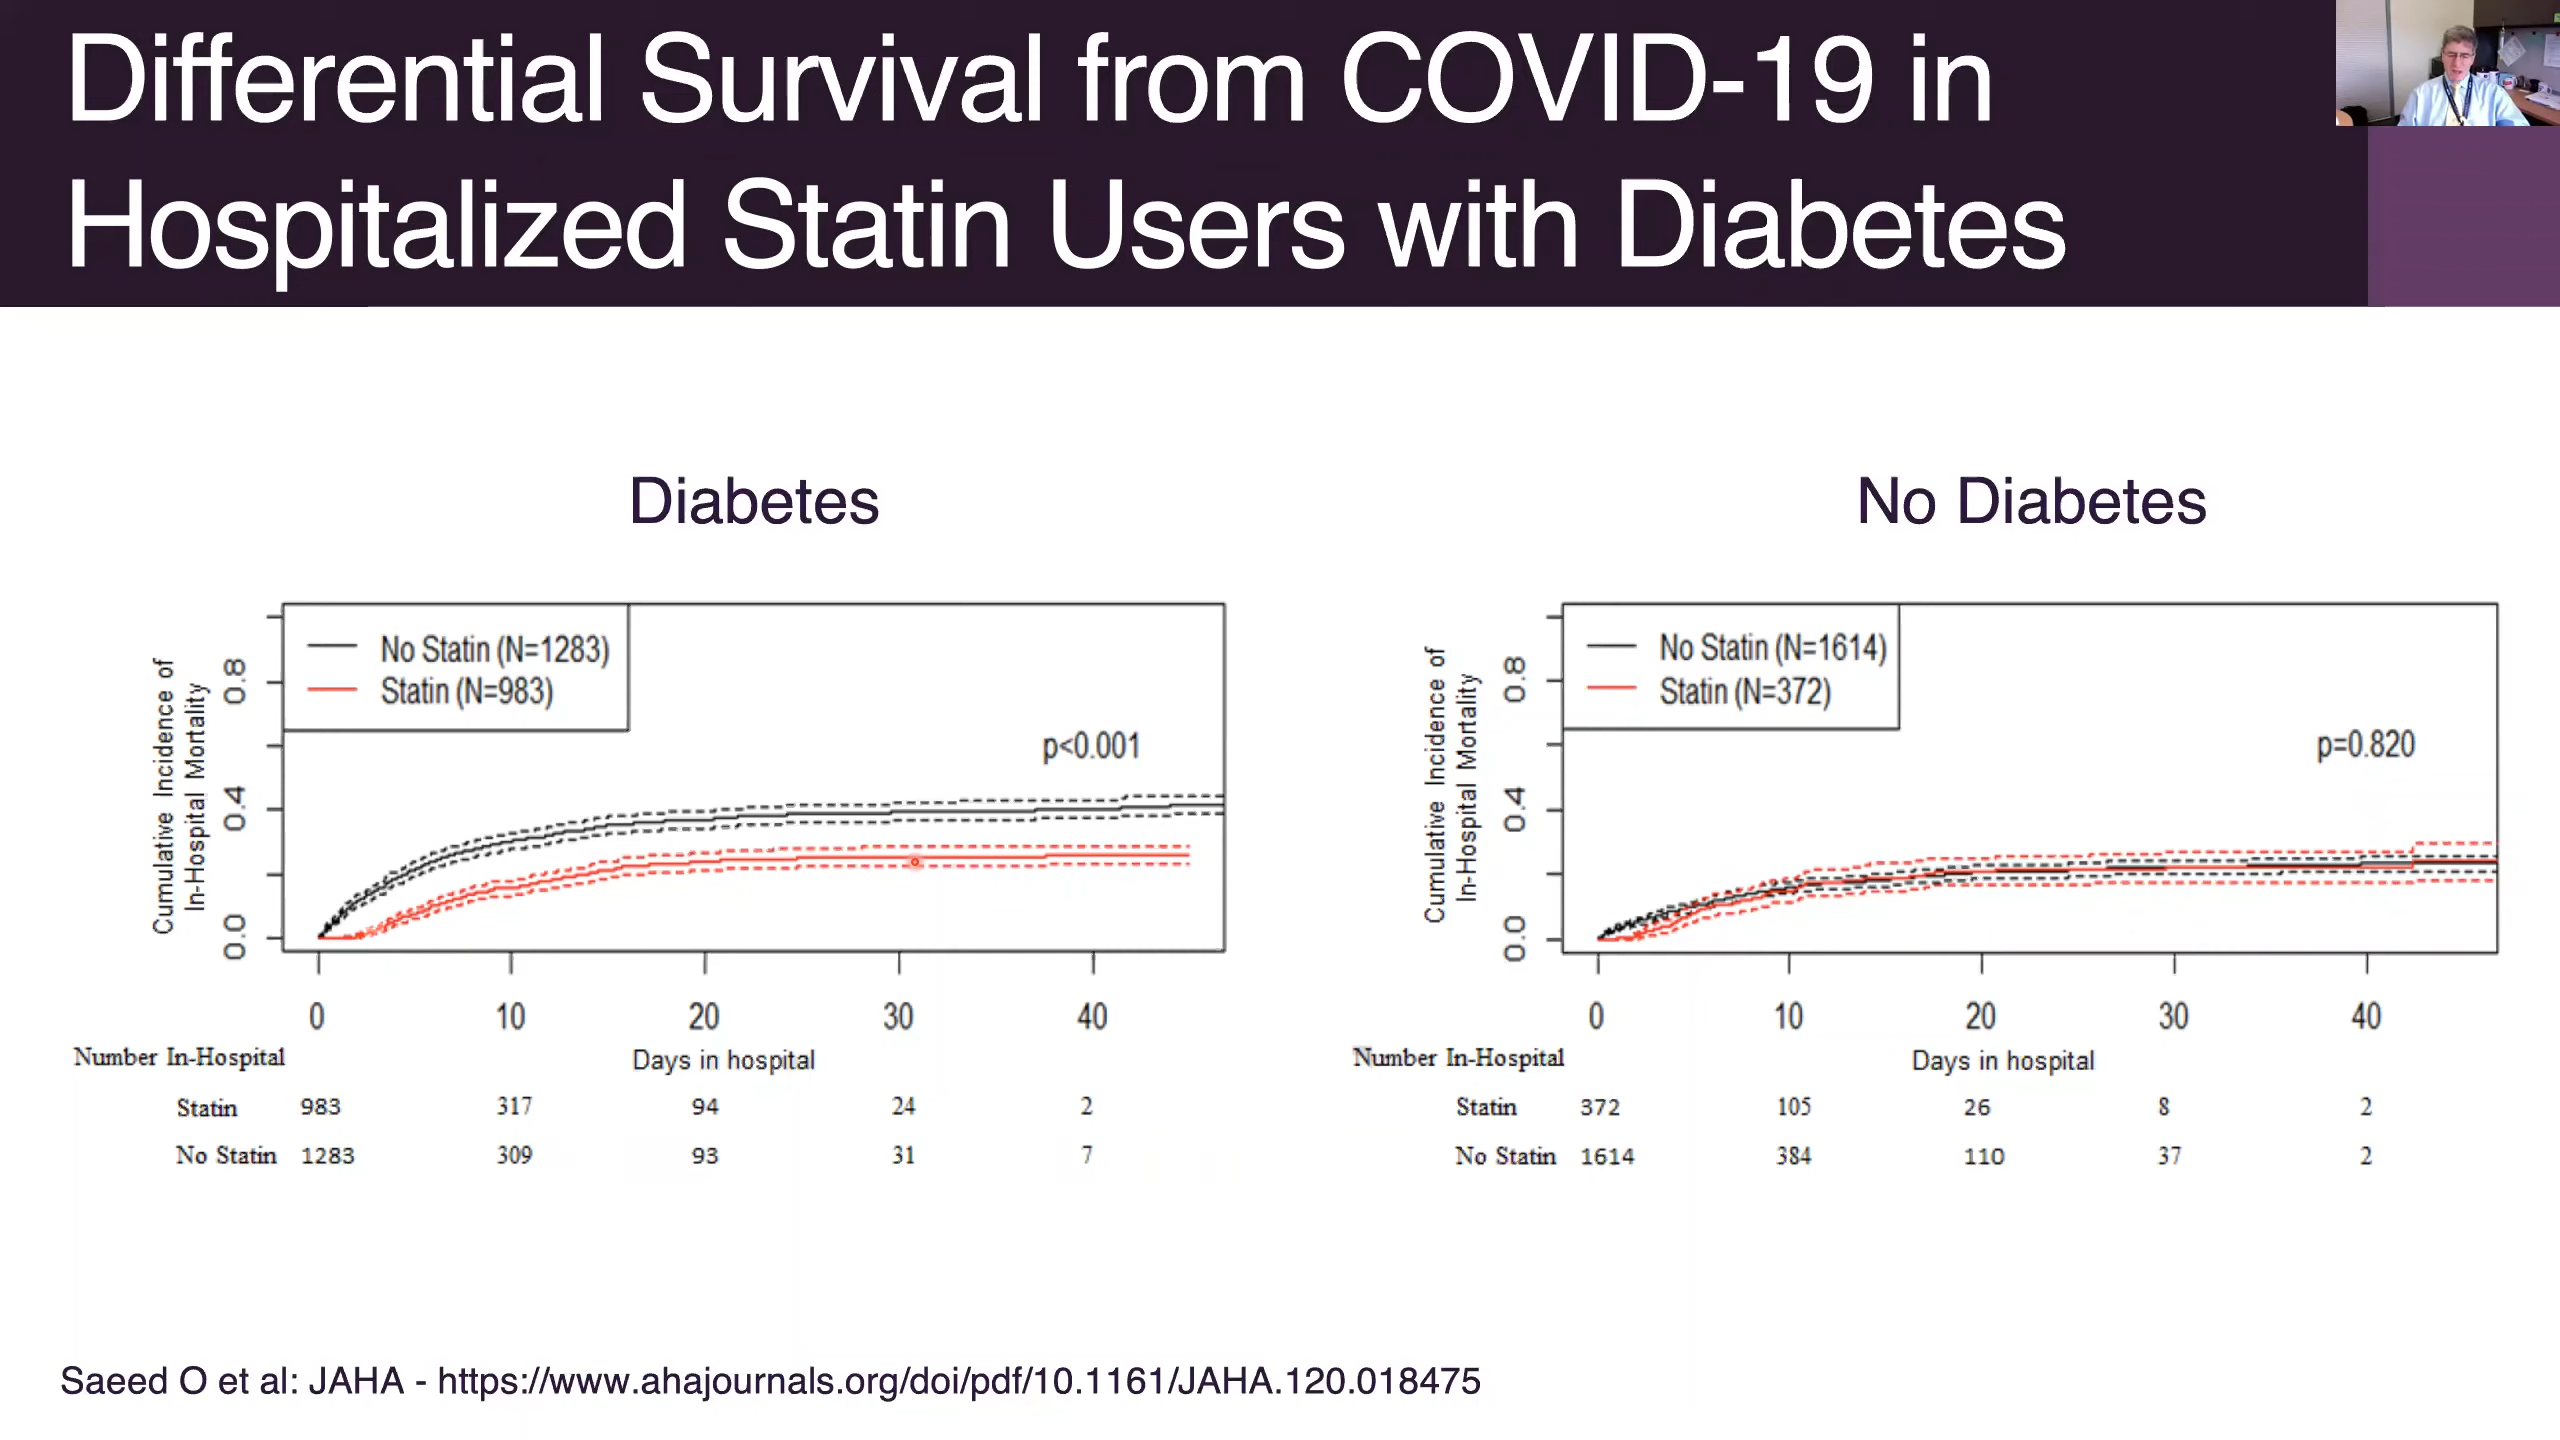 Differential Survival from COVID-19 in
Hospitalized Statin Users with Diabetes
Diabetes
No Statin (N=1283)
Statin (N=983)
p<0.001
Cumulative Incidence of
In-Hospital Mortality
0.8
0.4
0.0
0 10 20 30 40
Number In-Hospital
Days in hospital
Statin 983 317 94 24 2
No Statin 1283 309 93 31 7
No Diabetes
No Statin (N=1614)
Statin (N=372)
p=0.820
Cumulative Incidence of
In-Hospital Mortality
0.8
0.4
0.0
0 10 20 30 40
Number In-Hospital
Days in hospital
Statin 372 105 26 8 2
No Statin 1614 384 110 37 2
Saeed O et al: JAHA - https://www.ahajournals.org/doi/pdf/10.1161/JAHA.120.018475